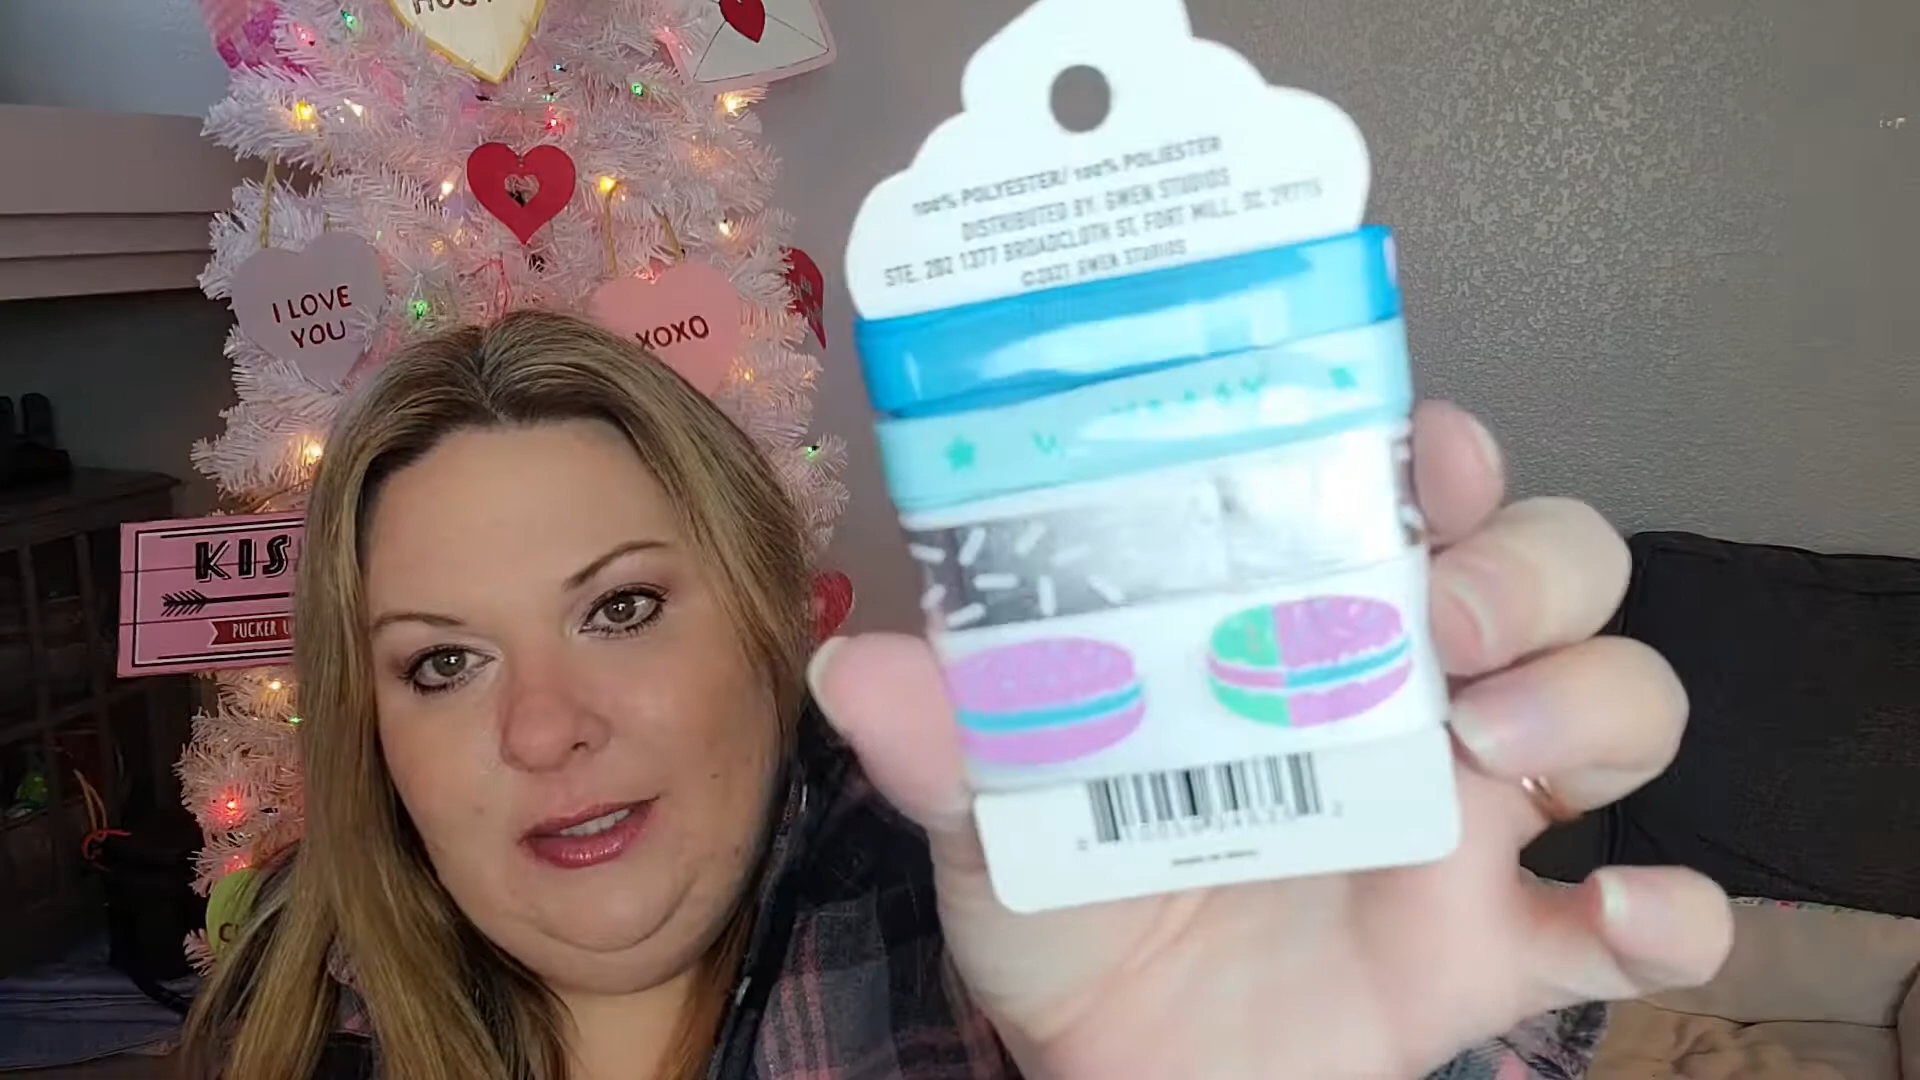 I LOVE
YOU
XOXO
KIS
PUCKER U
100% POLYESTER/ 100% POLIESTER
DISTRIBUTED BY: GWEN STUDIOS
STE. 202 1377 BROADCLOTH ST, FORT MILL, SC 29715
©2021 GWEN STUDIOS